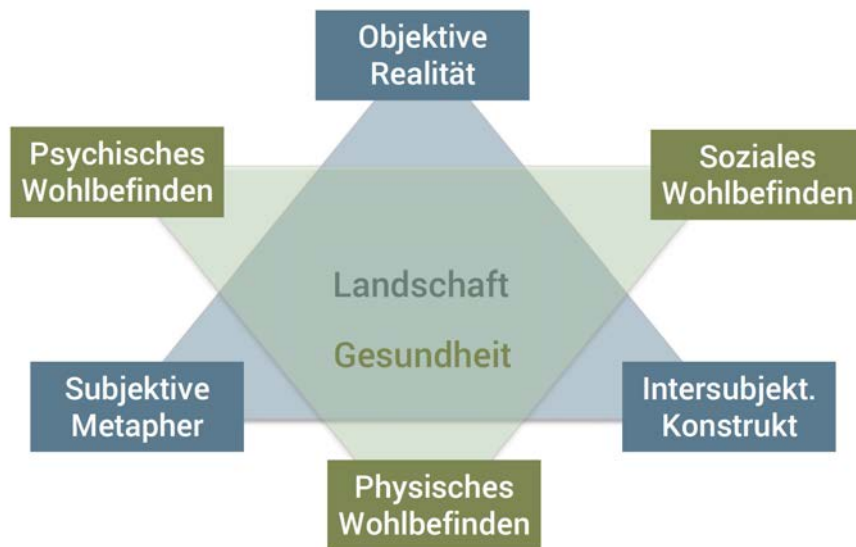 Objektive
Realität
Psychisches
Wohlbefinden
Soziales
Wohlbefinden
Landschaft
Gesundheit
Subjektive
Metapher
Intersubjekt.
Konstrukt
Physisches
Wohlbefinden